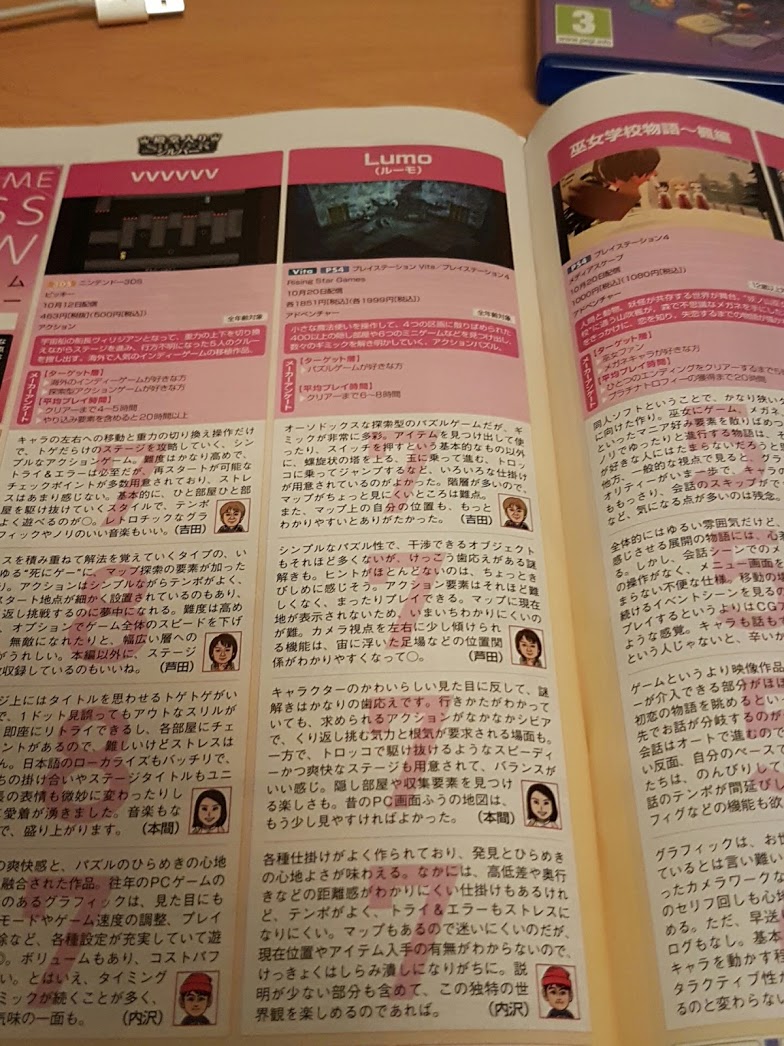 ME
SS
W
ム
ー
殿堂入り
シルバー
VVVVVV
3DS ニンテンドー3DS
ピッキー
10月12日配信
463円[税抜](500円[税込])
アクション
全年齢対象
宇宙船の船長ヴィリジアンとなって、重力の上下を切り換
えながらステージを進み、行方不明になった5人のクルー
を捜し出す。海外で人気のインディーゲームの移植作品。
メーカーアンケート
【ターゲット層】
海外のインディーゲームが好きな方
探索型アクションゲームが好きな方
【平均プレイ時間】
クリアーまで4〜5時間
やり込み要素を含めると20時間以上
キャラの左右への移動と重力の切り換え操作だけ
で、トゲだらけのステージを攻略していく、シン
プルなアクションゲーム。難度はかなり高めで、
トライ＆エラーは必至だが、再スタートが可能な
チェックポイントが多数用意されており、ストレ
スはあまり感じない。基本的に、ひと部屋ひと部
屋を駆け抜けていくスタイルで、テンポ
よく遊べるのが○。レトロチックなグラ
フィックやノリのいい音楽もいい。(吉田)
スを積み重ねて解法を覚えていくタイプの、い
ゆる“死にゲー”に、マップ探索の要素が加った
り。アクションはシンプルながらテンポがよく、
スタート地点が細かく設置されているのもあり、
返し挑戦するのに夢中になれる。難度は高め
、オプションでゲーム全体のスピードを下げ
、無敵になれたりと、幅広い層への
がうれしい。本編以外に、ステージ
収録しているのもいいね。(芦田)
ジ上にはタイトルを思わせるトゲトゲがい
で、1ドット見誤ってもアウトなスリルが
即座にリトライできるし、各部屋にチェ
ントがあるので、難しいけどストレスは
ん。日本語のローカライズもバッチリで、
ちの掛け合いやステージタイトルもユニ
長の表情も微妙に変わったりし
愛着が湧きました。音楽もな
で、盛り上がります。(本間)
の爽快感と、パズルのひらめきの心地
融合された作品。往年のPCゲームの
のあるグラフィックは、見た目にも
モードやゲーム速度の調整、プレイ
除など、各種設定が充実していて遊
○。ボリュームもあり、コストパフ
い。とはいえ、タイミング
ミックが続くことが多く、
気味の一面も。(内沢)
Lumo
(ルーモ)
Vita PS4 プレイステーション Vita／プレイステーション4
Rising Star Games
10月20日配信
各1851円[税込](各1999円[税込])
アドベンチャー
全年齢対象
小さな魔法使いを操作して、4つの区画に散りばめられた
400以上の隠し部屋や6つのミニゲームなどを見つけ出し、
数々のギミックを解き明かしていく、アクションパズル。
メーカーアンケート
【ターゲット層】
パズルゲームが好きな方
【平均プレイ時間】
クリアーまで6〜8時間
オーソドックスな探索型のパズルゲームだが、ギ
ミックが非常に多彩。アイテムを見つけ出して使
ったり、スイッチを押すという基本的なもの以外
に、螺旋状の塔を上る、玉に乗って進む、トロッ
コに乗ってジャンプするなど、いろいろな仕掛け
が用意されているのがよかった。階層が多いので、
マップがちょっと見にくいところは難点。
また、マップ上の自分の位置も、もっと
わかりやすいとありがたかった。(吉田)
シンプルなパズル性で、干渉できるオブジェクト
もそれほど多くないが、けっこう歯応えがある謎
解きも。ヒントがほとんどないのは、ちょっときび
しめに感じそう。アクション要素はそれほど難
しくなく、まったりプレイできる。マップに現在
地が表示されないため、いまいちわかりにくいの
が難。カメラ視点を左右に少し傾けられ
る機能は、宙に浮いた足場などの位置関
係がわかりやすくなって○。(芦田)
キャラクターのかわいらしい見た目に反して、謎
解きはかなりの歯応えです。行きかたがわかって
いても、求められるアクションがなかなかシビア
で、くり返し挑む気力と根気が要求される場面も。
一方で、トロッコで駆け抜けるようなスピーディ
ーかつ爽快なステージも用意されて、バランスが
いい感じ。隠し部屋や収集要素を見つけ
る楽しさも。昔のPC画面ふうの地図は、
もう少し見やすければよかった。(本間)
各種仕掛けがよく作られており、発見とひらめき
の心地よさが味わえる。なかには、高低差や奥行
きなどの距離感がわかりにくい仕掛けもあるけれ
ど、テンポがよく、トライ＆エラーもストレスに
なりにくい。マップもあるので迷いにくいのだが、
現在位置やアイテム入手の有無がわからないので、
けっきょくはしらみ潰しになりがちに。説
明が少ない部分も含めて、この独特の世
界観を楽しめるのであれば。(内沢)
3
www.pegi.info
巫女学校物語〜楓編
PS4 プレイステーション4
メディアスケープ
10月20日配信
1000円[税抜](1080円[税込])
アドベンチャー
メーカーアンケート
【ターゲット層】
巫女ファン
メガネキャラが好きな方
【平均プレイ時間】
ひとつのエンディングをクリアーするまで5
プラチナトロフィーの獲得まで20時間
同人ソフトということで、かなり狭い
に向けた作り。巫女にゲーム、メガネ
といったマニア好み要素を散りばめつ
ノリでゆったりと進行する物語は、そ
が好きな人にはたまらないだろうと思
他方、一般的な視点で見ると、グラ
オリティーがいま一歩で、キャラの
ももっさり、会話のスキップがで
など、気になる点が多いのは残念。
全体的にはゆるい雰囲気だけど、
感じさせる展開の物語には、心惹
る。しかし、会話シーンでのメ
の操作がなく、メニュー画面を
まらない不便な仕様。移動の場
続けるイベントシーンを見るの
プレイするというよりはCG
ような感覚。キャラも話も
という人じゃないと、辛いか
ゲームというより映像作品
ーが介入できる部分がほぼ
初恋の物語を眺めるという
先でお話が分岐するのが
会話はオートで進むので
い反面、自分のペースで
たちは、のんびりして
話のテンポが間延びし
フィグなどの機能も欲
グラフィックは、お世
ているとは言い難い
ったカメラワークな
のセリフ回しも心地
める。ただ、早送
ログもなし。基本
キャラを動かす程
タラクティブ性が
るのと変わらない